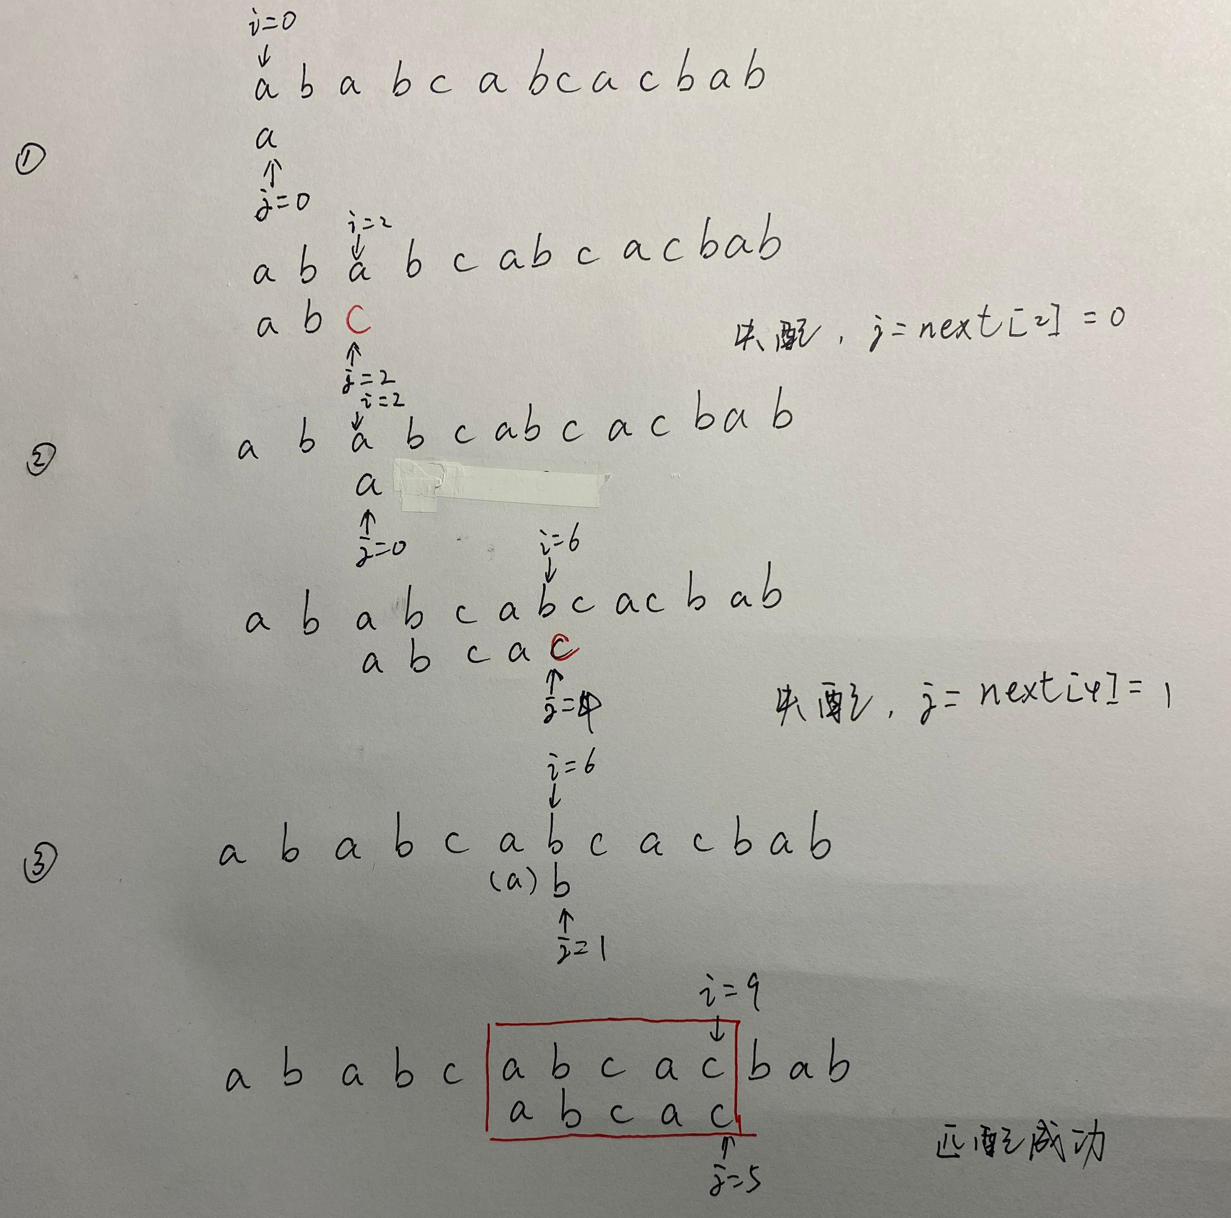 i=0
↓
a b a b c a b c a c b a b
a
①
↑
j=0
i=2
↓
a b a b c a b c a c b a b
a b c
失配，j=next[2]=0
↑
j=2
i=2
↓
a b a b c a b c a c b a b
②
a
↑
j=0
i=6
↓
a b a b c a b c a c b a b
a b c a c
↑
j=4
失配，j=next[4]=1
i=6
↓
a b a b c a b c a c b a b
③
(a) b
↑
j=1
i=9
↓
a b a b c a b c a c b a b
a b c a c
匹配成功
↑
j=5